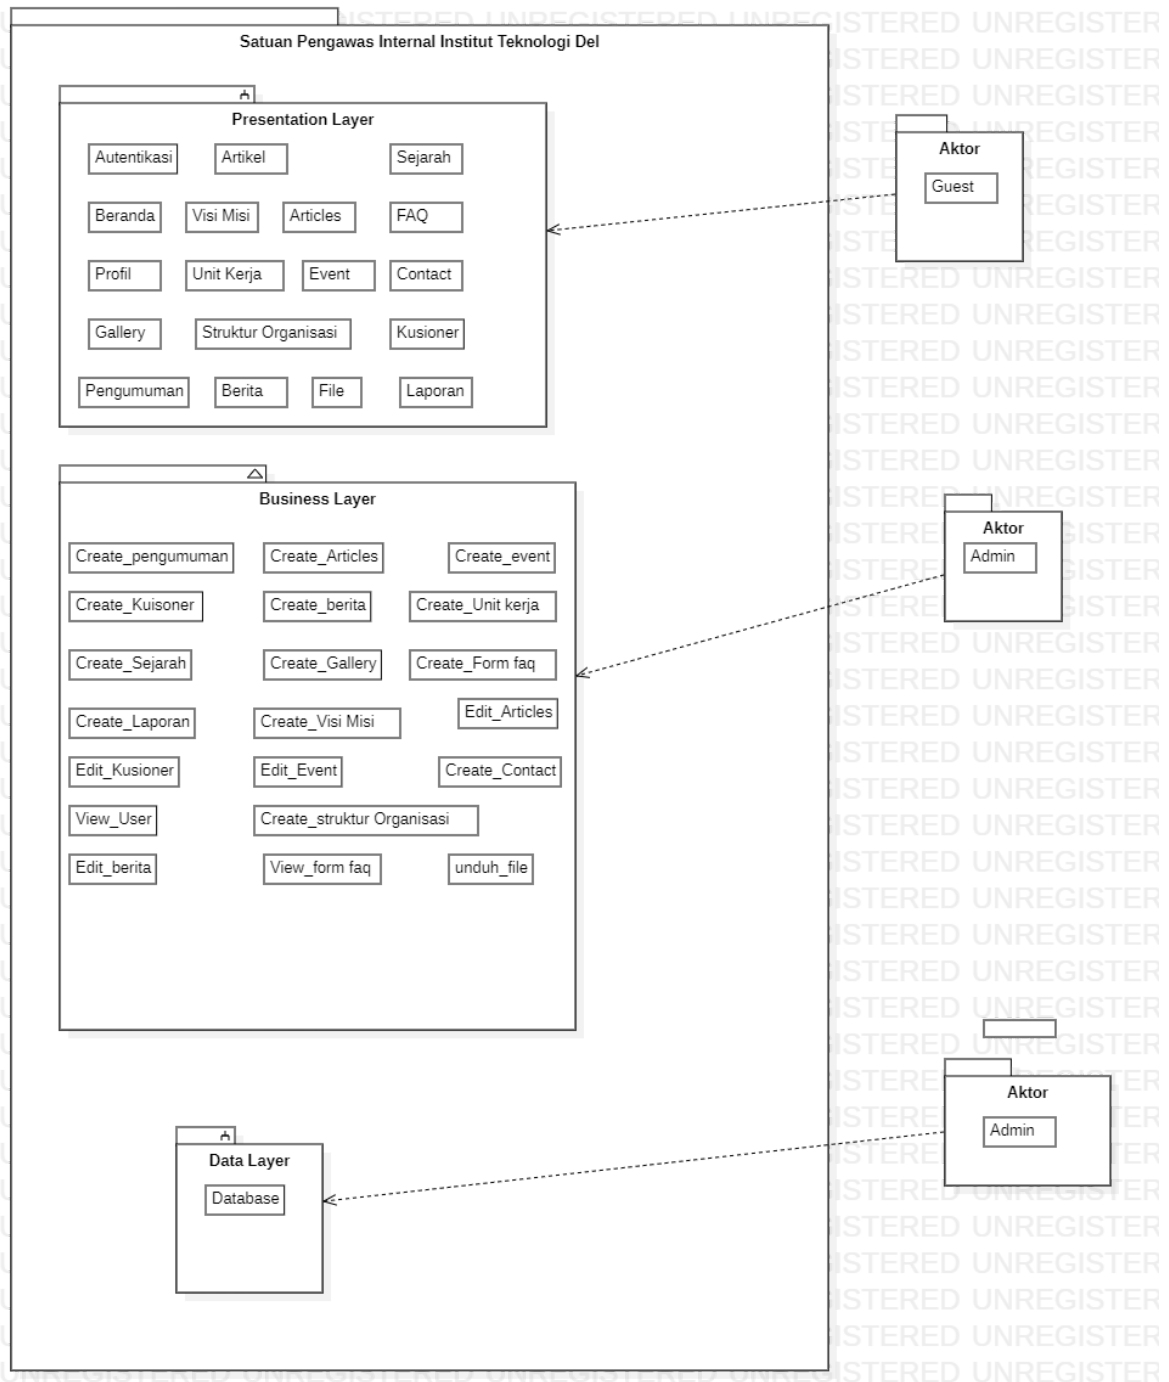 Satuan Pengawas Internal Institut Teknologi Del
Presentation Layer
Autentikasi
Artikel
Sejarah
Beranda
Visi Misi
Articles
FAQ
Profil
Unit Kerja
Event
Contact
Gallery
Struktur Organisasi
Kusioner
Pengumuman
Berita
File
Laporan
Aktor
Guest
Business Layer
Create_pengumuman
Create_Articles
Create_event
Create_Kuisoner
Create_berita
Create_Unit kerja
Create_Sejarah
Create_Gallery
Create_Form faq
Create_Laporan
Create_Visi Misi
Edit_Articles
Edit_Kusioner
Edit_Event
Create_Contact
View_User
Create_struktur Organisasi
Edit_berita
View_form faq
unduh_file
Aktor
Admin
Data Layer
Database
Aktor
Admin
UNREGISTERED